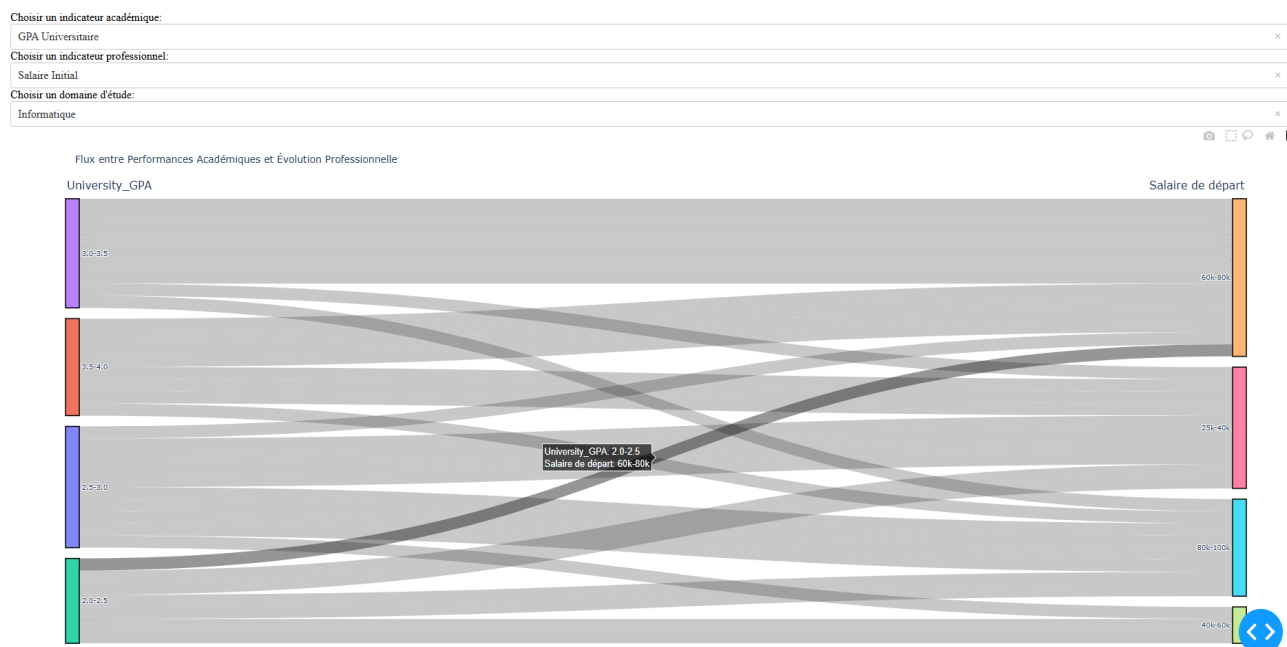 Choisir un indicateur académique:
GPA Universitaire
Choisir un indicateur professionnel:
Salaire Initial
Choisir un domaine d'étude:
Informatique
Flux entre Performances Académiques et Évolution Professionnelle
University_GPA
Salaire de départ
3.0-3.5
60k-80k
3.5-4.0
25k-40k
University_GPA: 2.0-2.5
Salaire de départ: 60k-80k
2.5-3.0
80k-100k
2.0-2.5
40k-60k